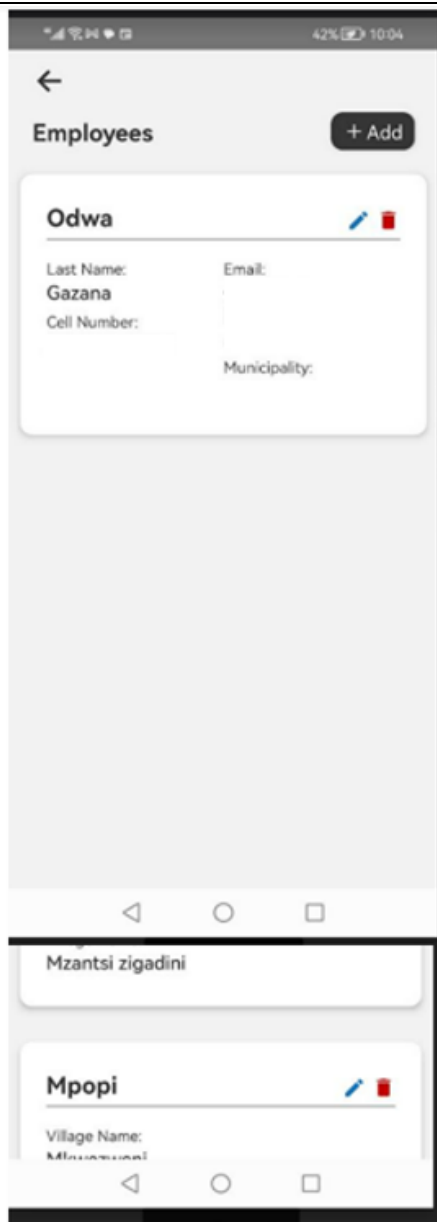 42% 10:04
Employees
+ Add
Odwa
Last Name:
Email:
Gazana
Cell Number:
Municipality:
Mzantsi zigadini
Mpopi
Village Name: